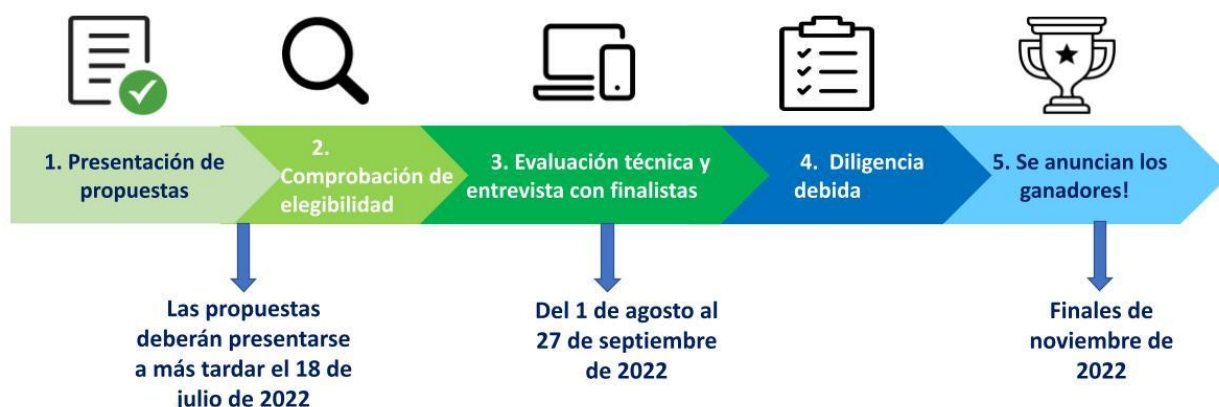 1. Presentación de
propuestas
2.
Comprobación de
elegibilidad
3. Evaluación técnica y
entrevista con finalistas
4. Diligencia
debida
5. Se anuncian los
ganadores!
Las propuestas
deberán presentarse
a más tardar el 18 de
julio de 2022
Del 1 de agosto al
27 de septiembre
de 2022
Finales de
noviembre de
2022